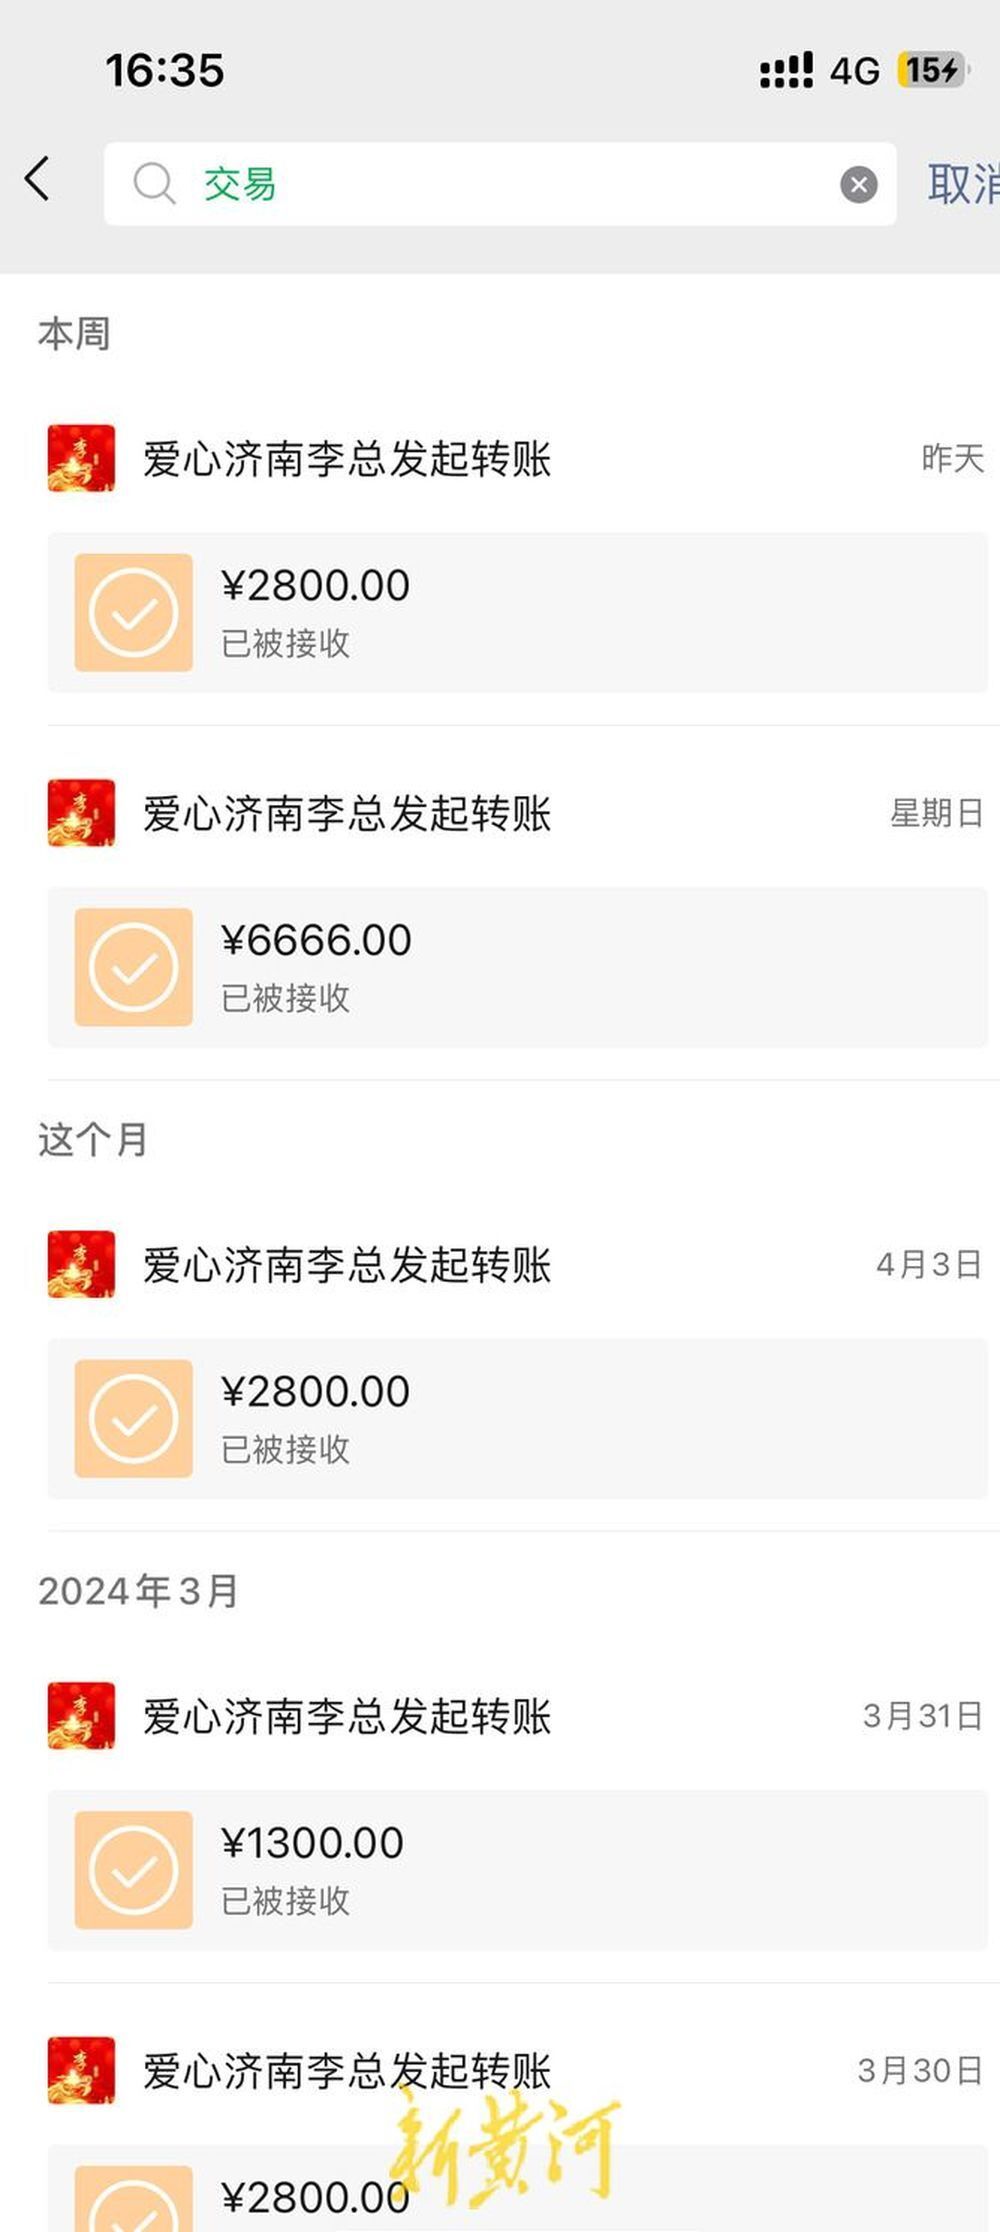 16:35
4G
15
交易
取消
本周
爱心济南李总发起转账
昨天
¥2800.00
已被接收
爱心济南李总发起转账
星期日
¥6666.00
已被接收
这个月
爱心济南李总发起转账
4月3日
¥2800.00
已被接收
2024年3月
爱心济南李总发起转账
3月31日
¥1300.00
已被接收
爱心济南李总发起转账
3月30日
¥2800.00
新黄河